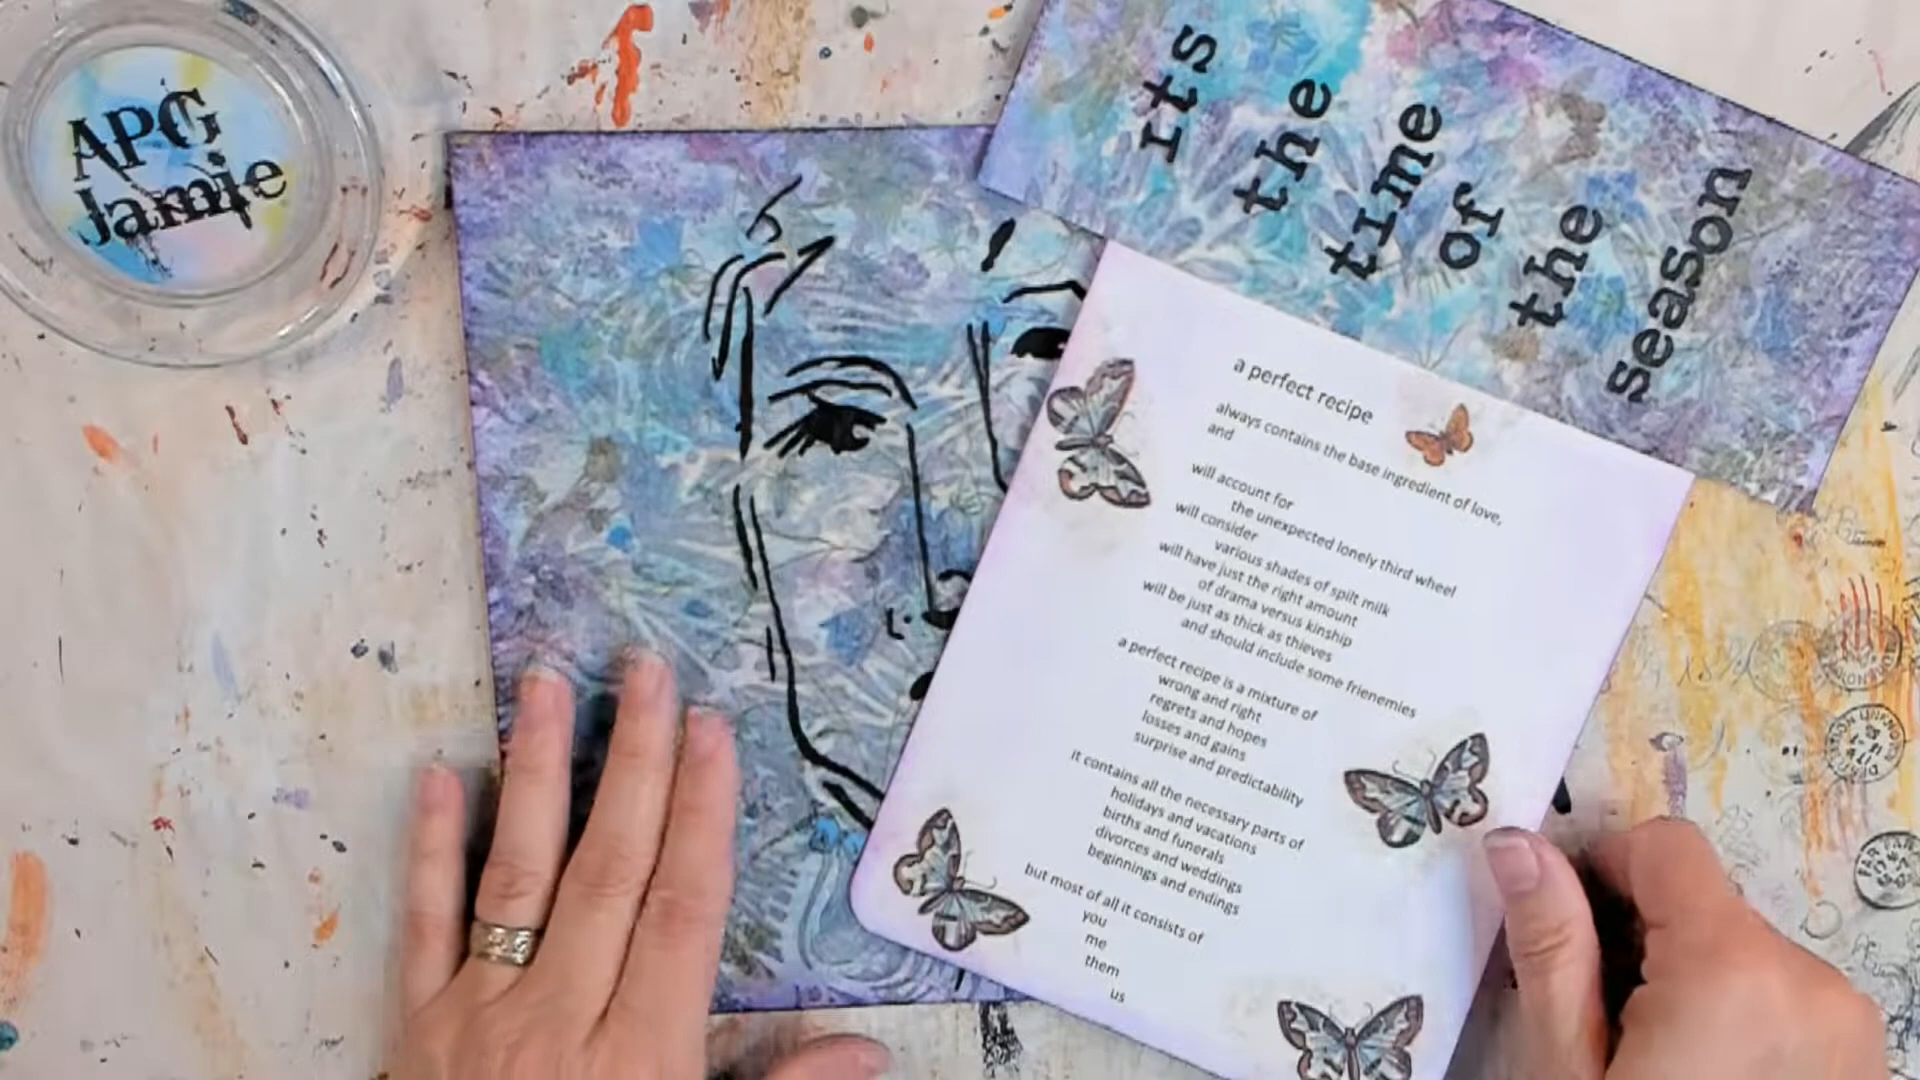 APG
Jamie
its
the
time
of
the
season
a perfect recipe
always contains the base ingredient of love,
and
will account for
the unexpected lonely third wheel
will consider
various shades of spilt milk
will have just the right amount
of drama versus kinship
will be just as thick as thieves
and should include some frienemies
a perfect recipe is a mixture of
wrong and right
regrets and hopes
losses and gains
surprise and predictability
it contains all the necessary parts of
holidays and vacations
births and funerals
divorces and weddings
beginnings and endings
but most of all it consists of
you
me
them
us